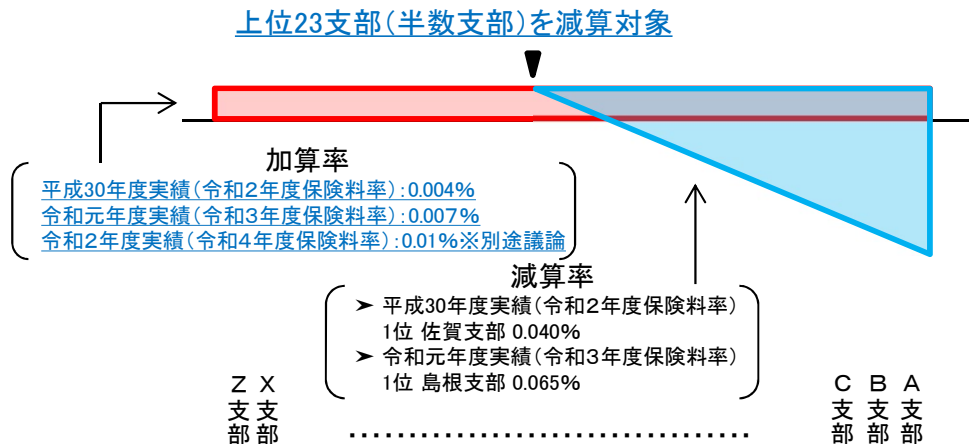 上位23支部(半数支部)を減算対象
加算率
平成30年度実績(令和2年度保険料率):0.004%
令和元年度実績(令和3年度保険料率):0.007%
令和2年度実績(令和4年度保険料率):0.01%※別途議論
減算率
➤ 平成30年度実績(令和2年度保険料率)
1位 佐賀支部 0.040%
➤ 令和元年度実績(令和3年度保険料率)
1位 島根支部 0.065%
Z支部
X支部
………………………………
C支部
B支部
A支部